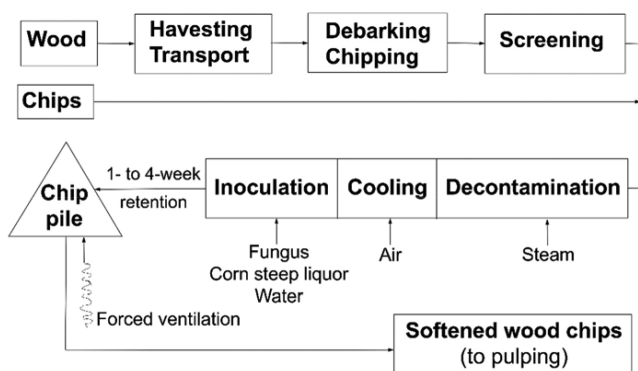 Wood
Havesting
Transport
Debarking
Chipping
Screening
Chips
Chip
pile
1- to 4-week
retention
Inoculation
Cooling
Decontamination
Fungus
Corn steep liquor
Water
Air
Steam
Forced ventilation
Softened wood chips
(to pulping)